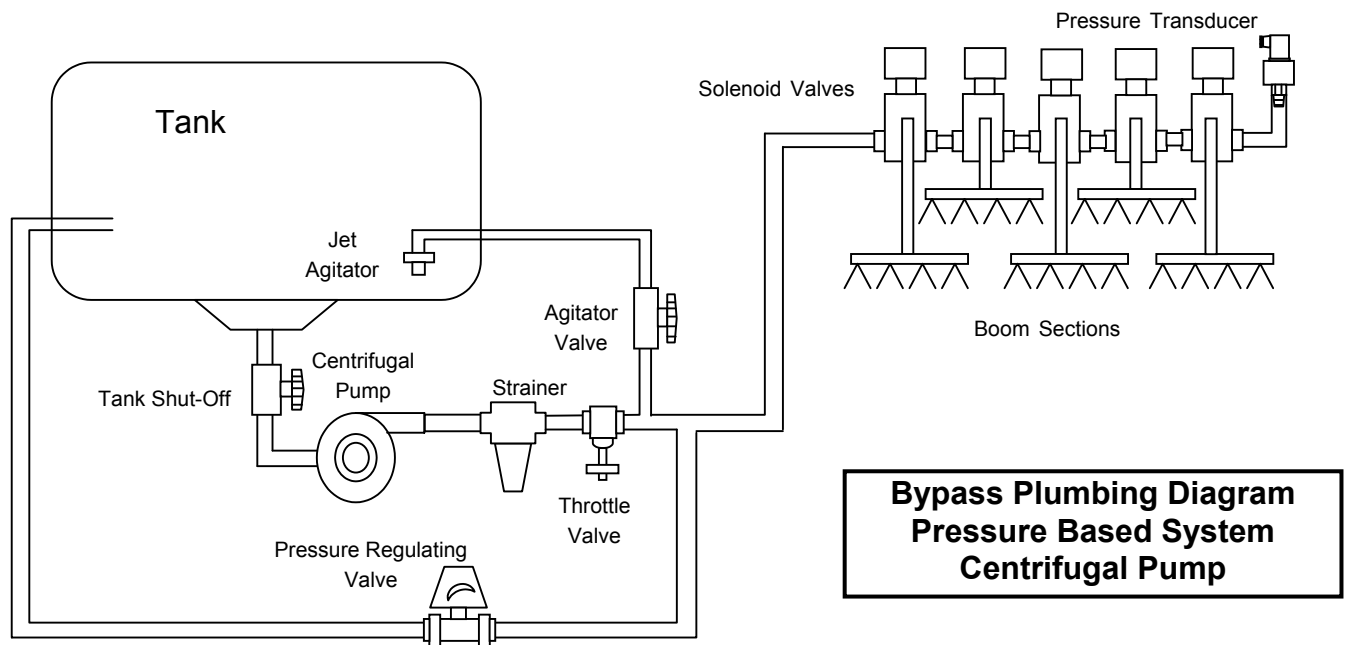 Pressure Transducer
Solenoid Valves
Tank
Jet
Agitator
Agitator
Valve
Boom Sections
Centrifugal
Pump
Strainer
Tank Shut-Off
Throttle
Valve
Pressure Regulating
Valve
Bypass Plumbing Diagram
Pressure Based System
Centrifugal Pump